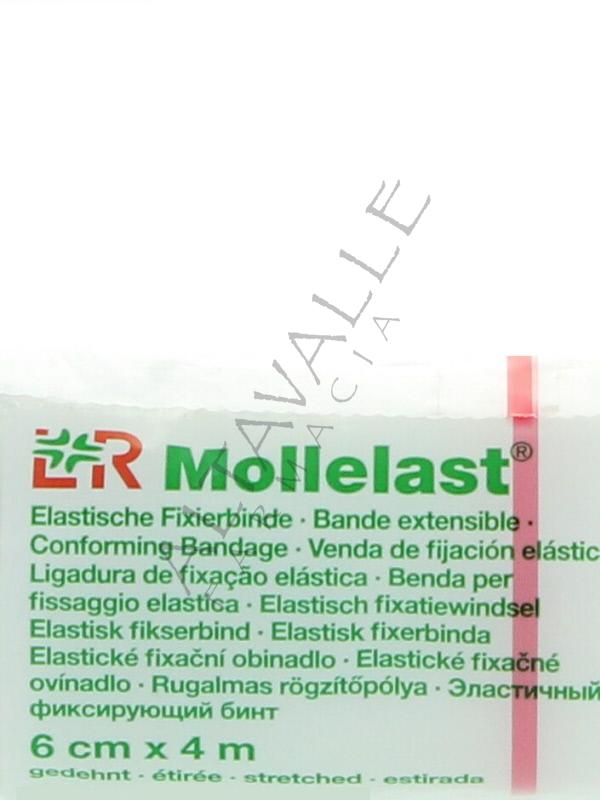 ALTAVALLE
FARMACIA
L&R Mollelast®
Elastische Fixierbinde · Bande extensible ·
Conforming Bandage · Venda de fijación elástic
Ligadura de fixação elástica · Benda per
fissaggio elastica · Elastisch fixatiewindsel
Elastisk fikserbind · Elastisk fixerbinda
Elastické fixační obinadlo · Elastické fixačné
ovínadlo · Rugalmas rögzítőpólya · Эластичный
фиксирующий бинт
6 cm x 4 m
gedehnt · étirée · stretched · estirada